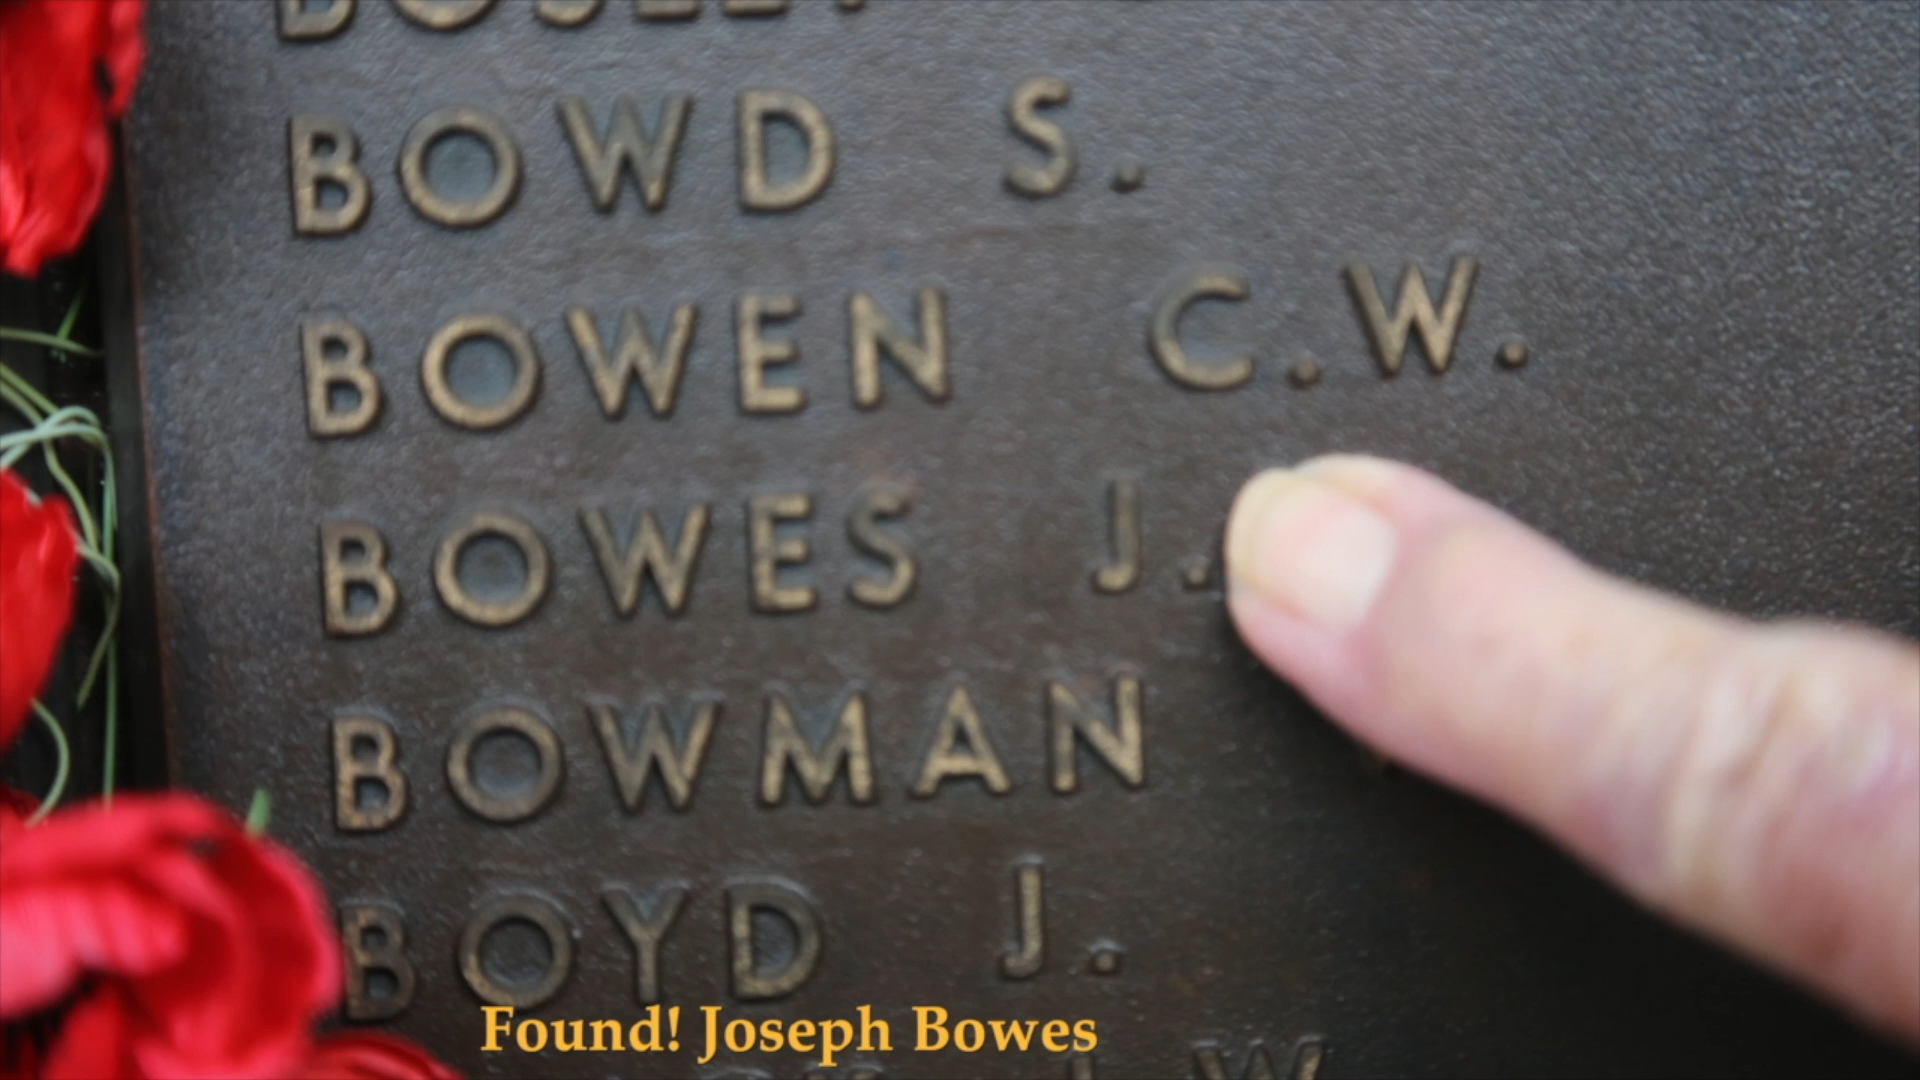 BOWD S.
BOWEN C.W.
BOWES J.
BOWMAN
BOYD J.
Found! Joseph Bowes